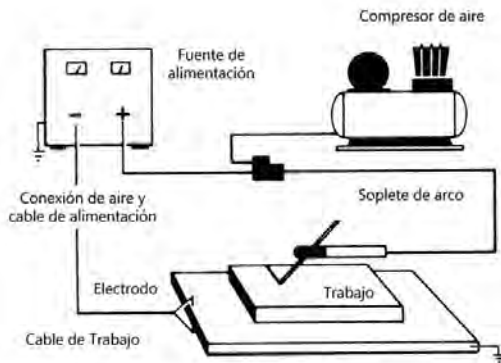 Compresor de aire
Fuente de
alimentación
−
+
Conexión de aire y
cable de alimentación
Soplete de arco
Electrodo
Trabajo
Cable de Trabajo